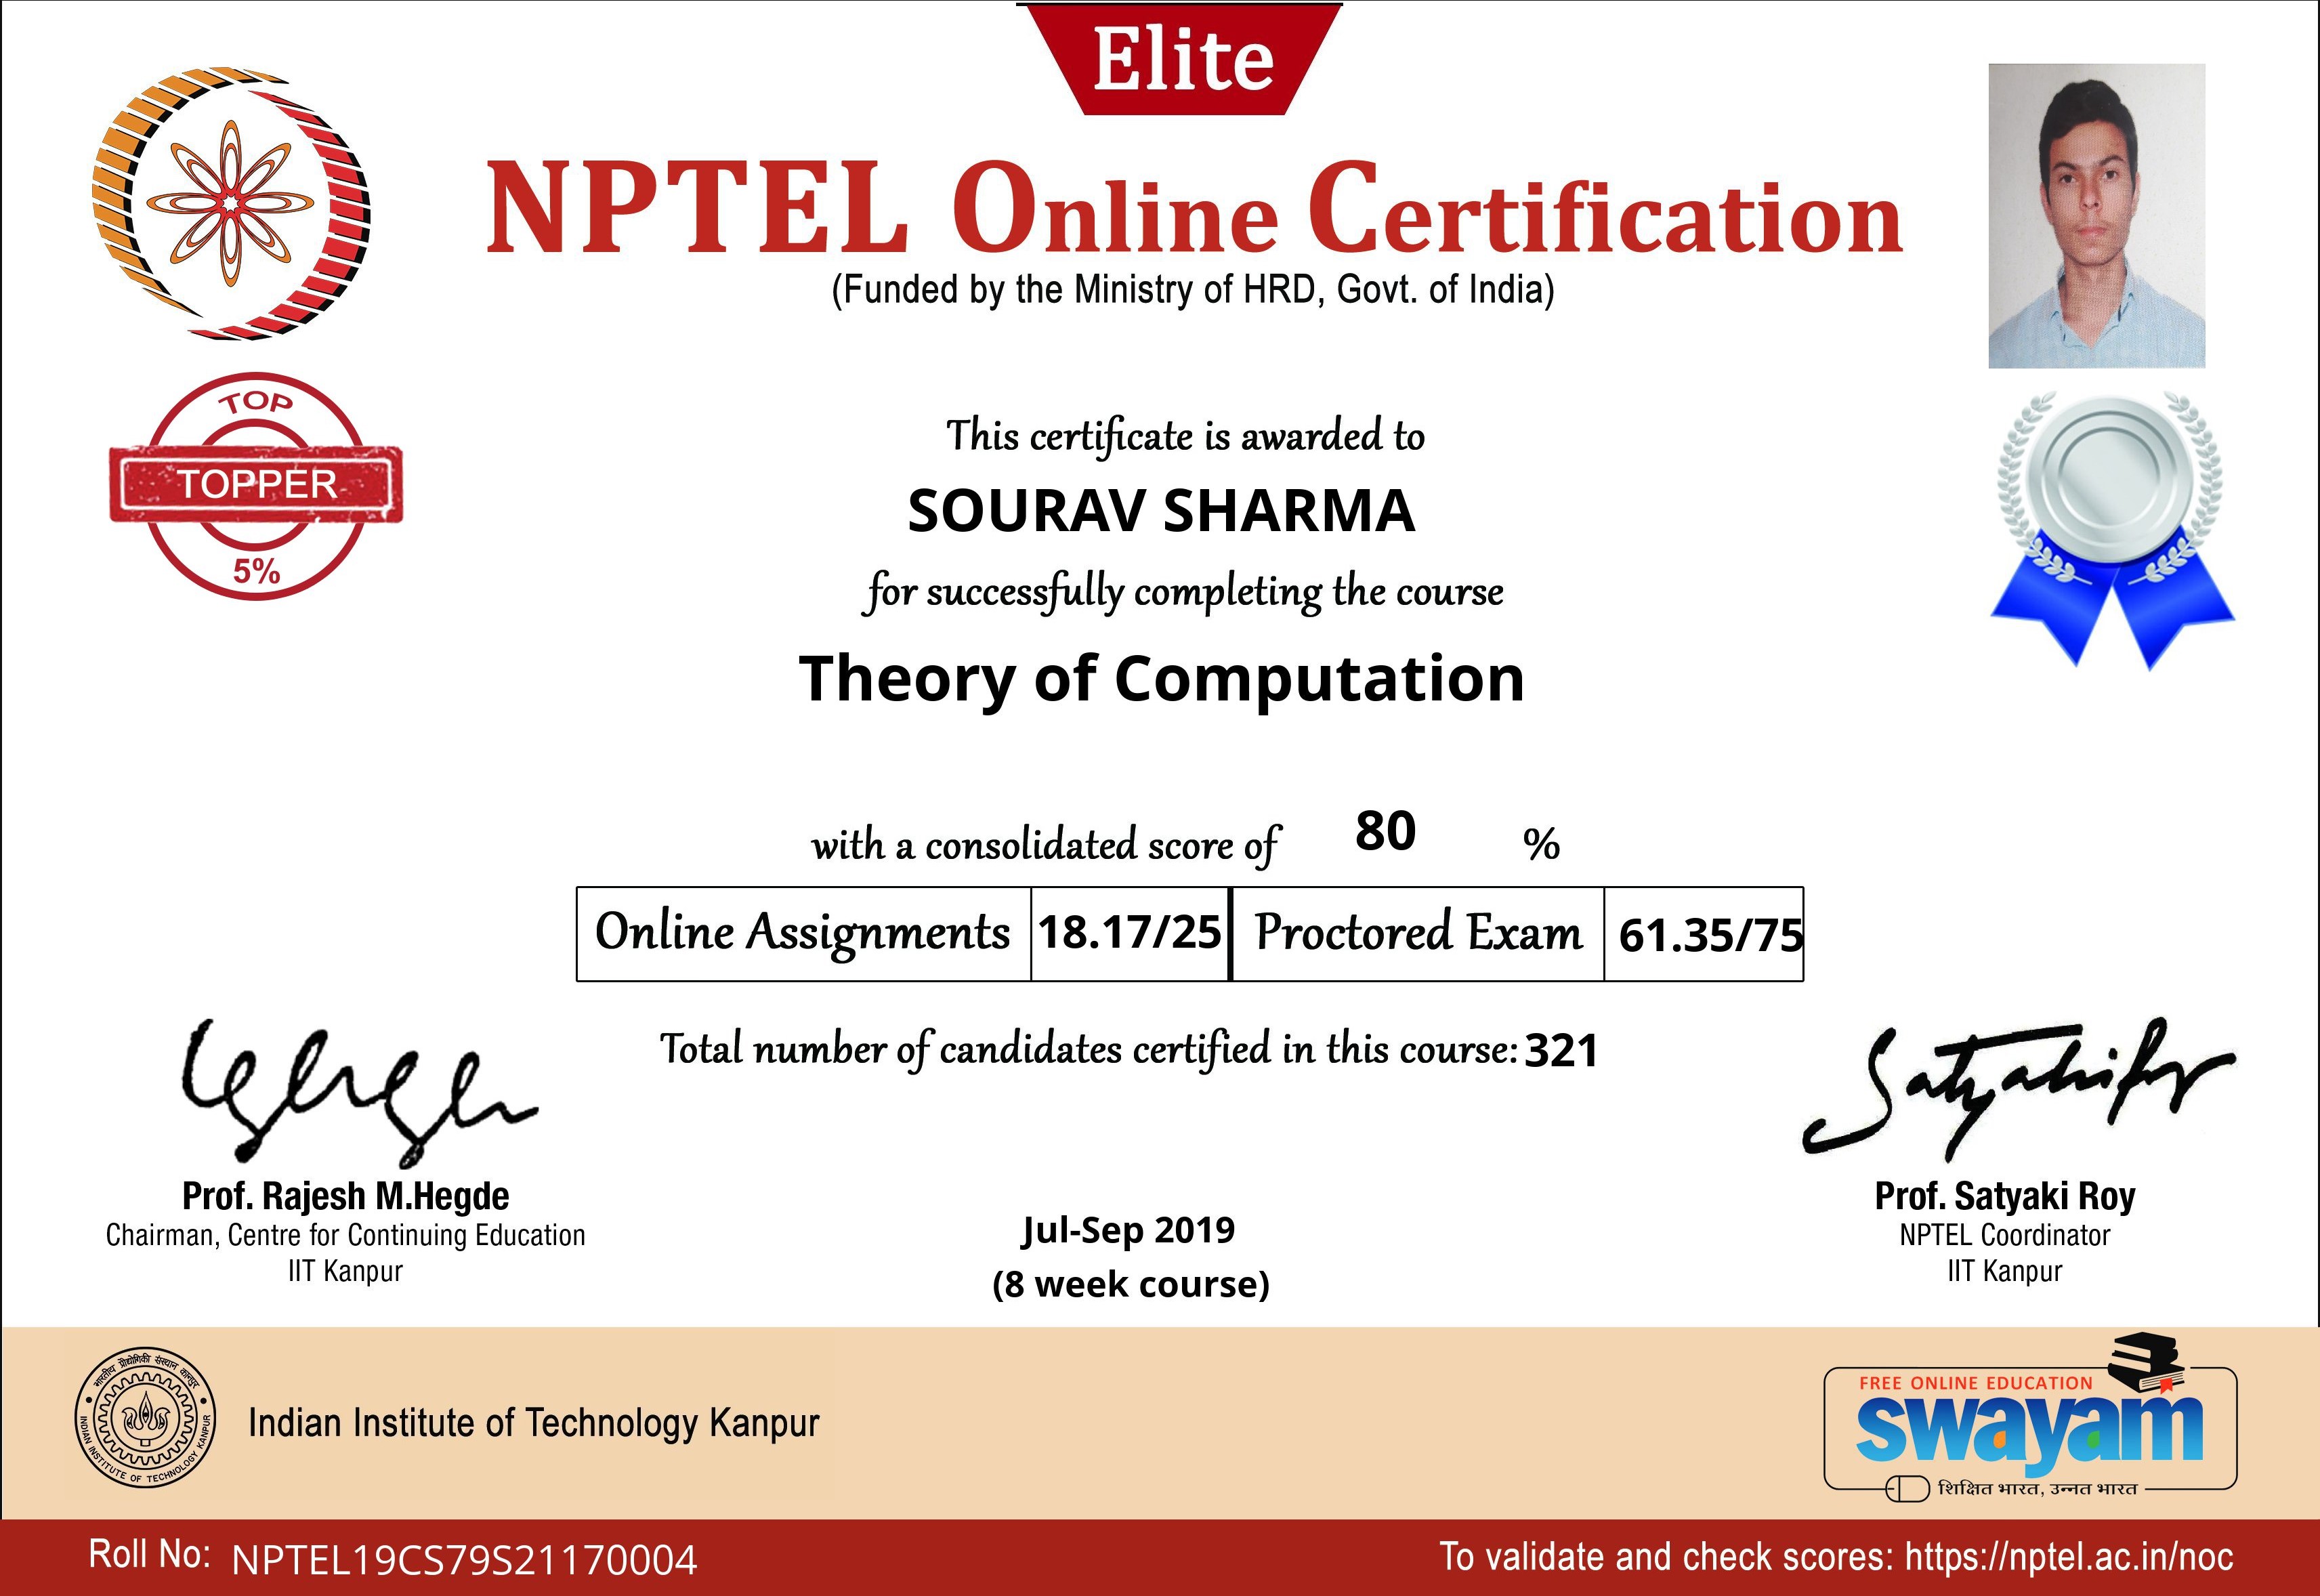 Elite
NPTEL Online Certification
(Funded by the Ministry of HRD, Govt. of India)
TOP
TOPPER
5%
This certificate is awarded to
SOURAV SHARMA
for successfully completing the course
Theory of Computation
with a consolidated score of 80 %
Online Assignments 18.17/25 Proctored Exam 61.35/75
Total number of candidates certified in this course: 321
Prof. Rajesh M.Hegde
Chairman, Centre for Continuing Education
IIT Kanpur
Jul-Sep 2019
(8 week course)
Prof. Satyaki Roy
NPTEL Coordinator
IIT Kanpur
भारतीय प्रौद्योगिकी संस्थान कानपुर
INDIAN INSTITUTE OF TECHNOLOGY KANPUR
Indian Institute of Technology Kanpur
FREE ONLINE EDUCATION
swayam
शिक्षित भारत, उन्नत भारत
Roll No: NPTEL19CS79S21170004
To validate and check scores: https://nptel.ac.in/noc